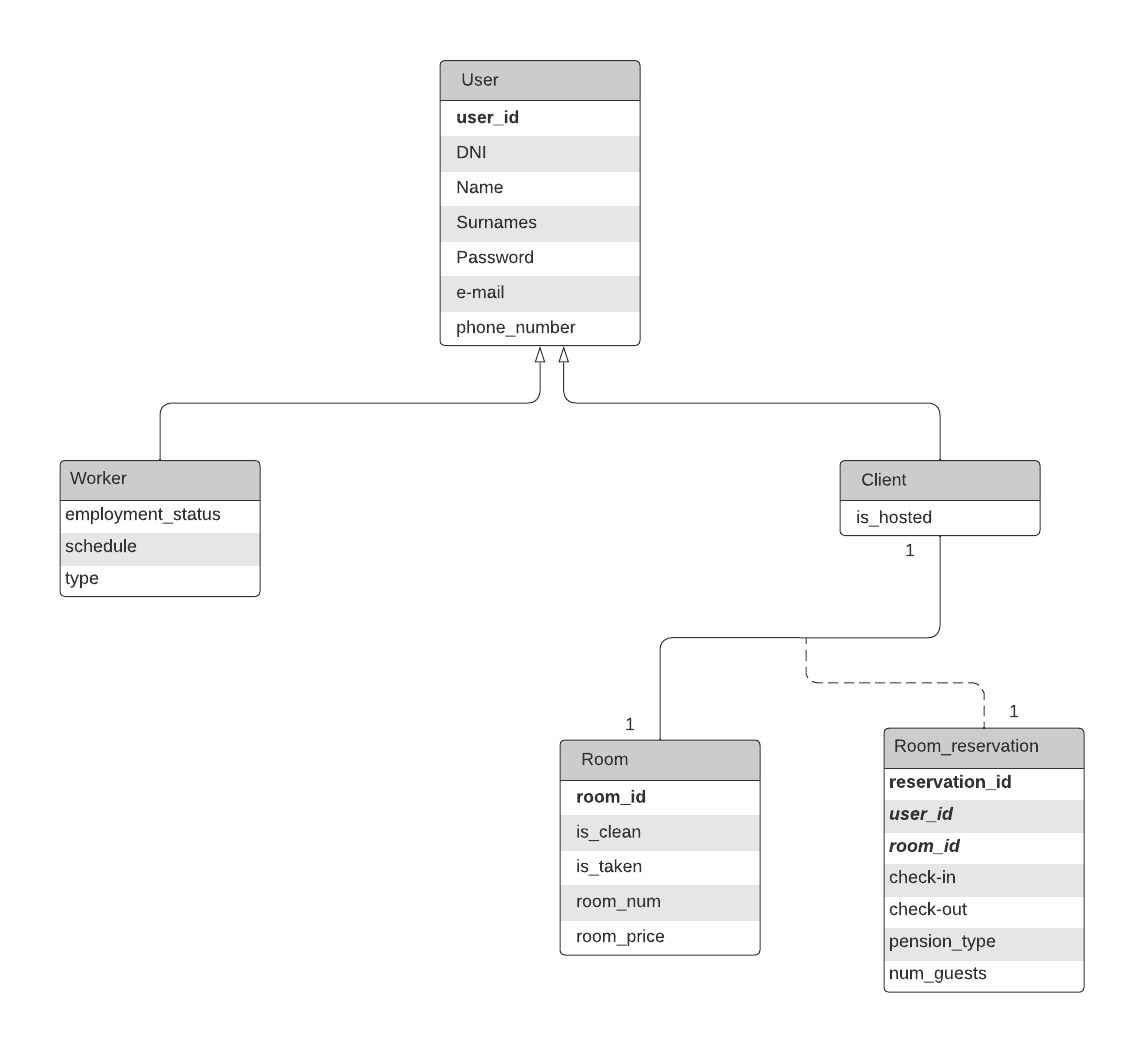 User
user_id
DNI
Name
Surnames
Password
e-mail
phone_number
Worker
employment_status
schedule
type
Client
is_hosted
1
1
Room
room_id
is_clean
is_taken
room_num
room_price
1
Room_reservation
reservation_id
user_id
room_id
check-in
check-out
pension_type
num_guests